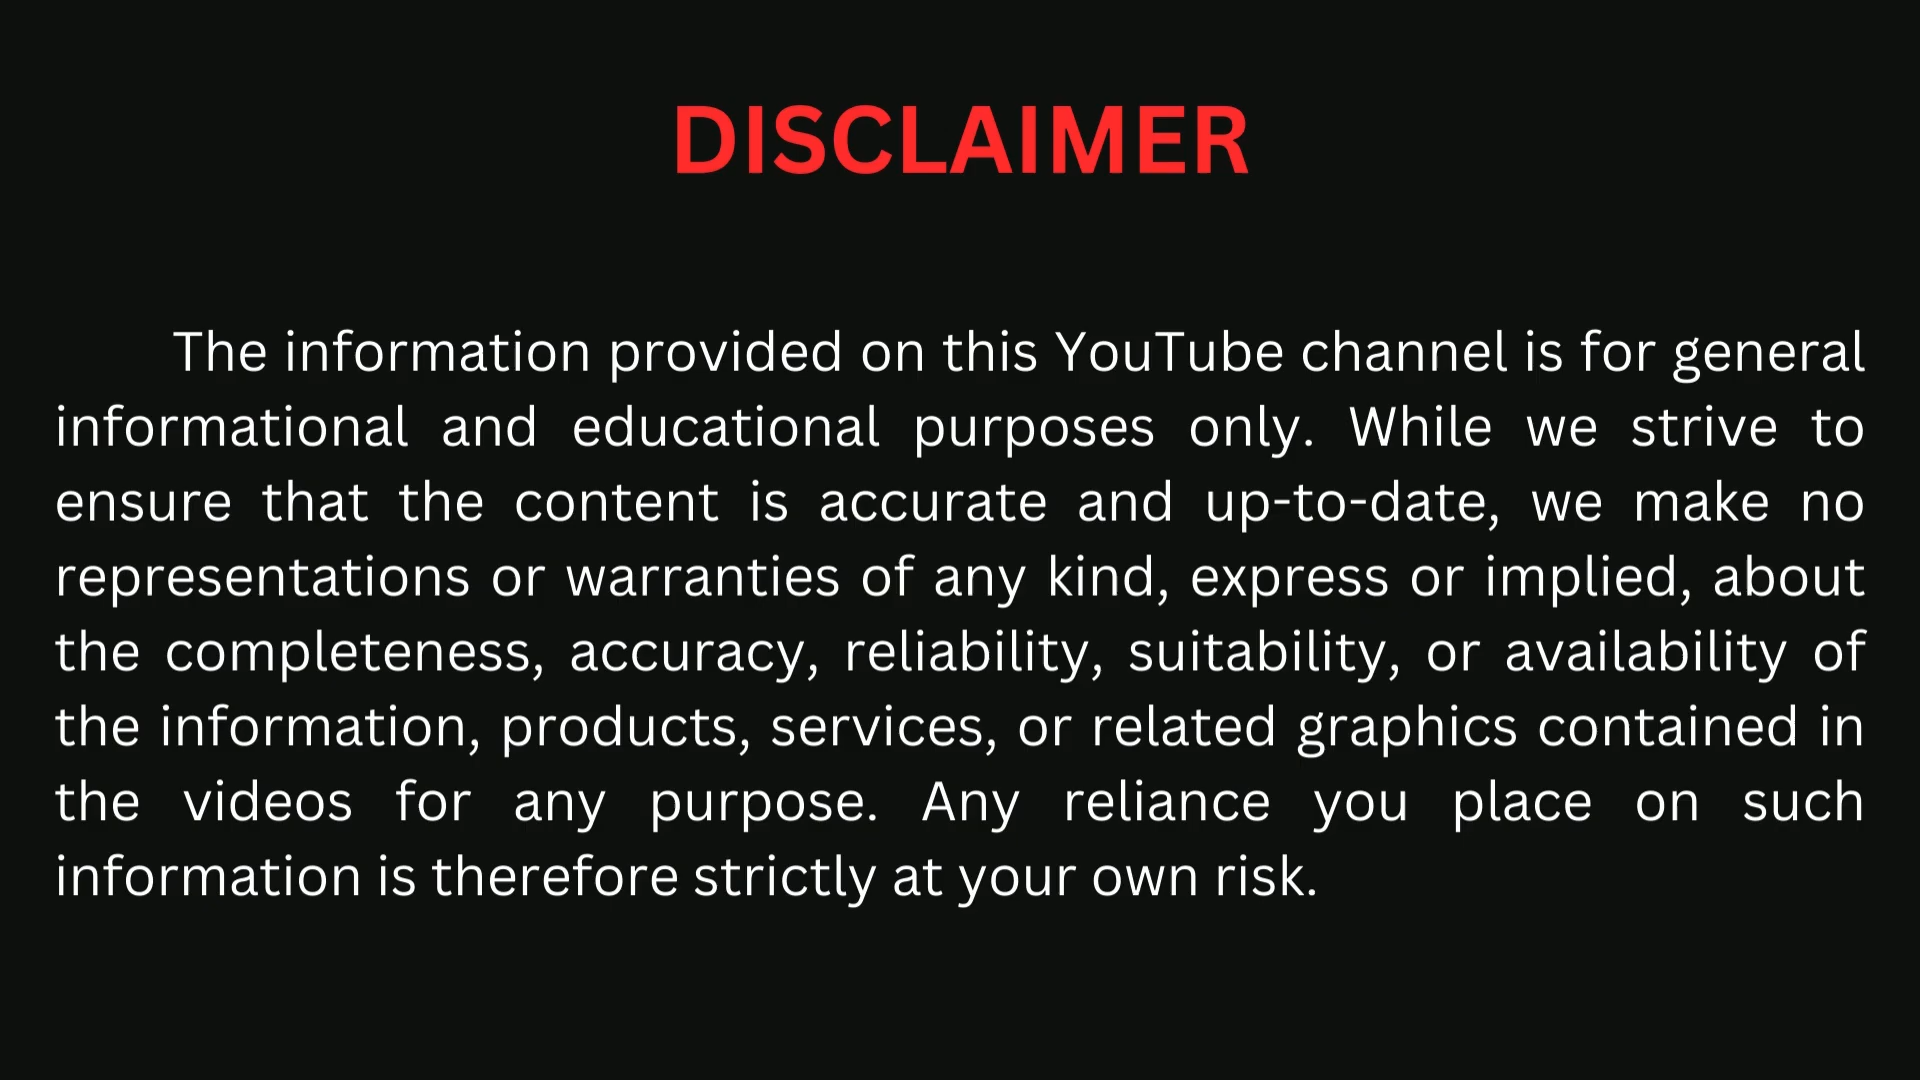 DISCLAIMER
The information provided on this YouTube channel is for general
informational and educational purposes only. While we strive to
ensure that the content is accurate and up-to-date, we make no
representations or warranties of any kind, express or implied, about
the completeness, accuracy, reliability, suitability, or availability of
the information, products, services, or related graphics contained in
the videos for any purpose. Any reliance you place on such
information is therefore strictly at your own risk.